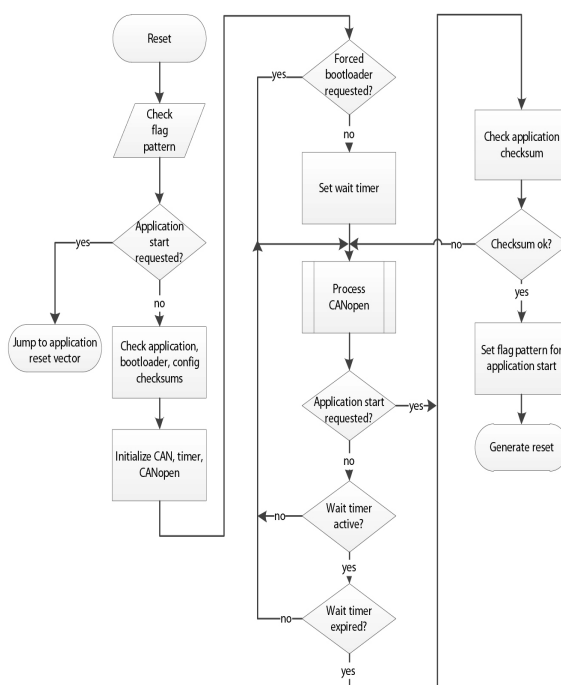 Reset
Check
flag
pattern
Application
start
requested?
yes
no
Jump to application
reset vector
Check application,
bootloader, config
checksums
Initialize CAN, timer,
CANopen
Forced
bootloader
requested?
yes
no
Set wait timer
Process
CANopen
Application start
requested?
yes
no
Wait timer
active?
no
yes
Wait timer
expired?
no
yes
Check application
checksum
Checksum ok?
no
yes
Set flag pattern for
application start
Generate reset